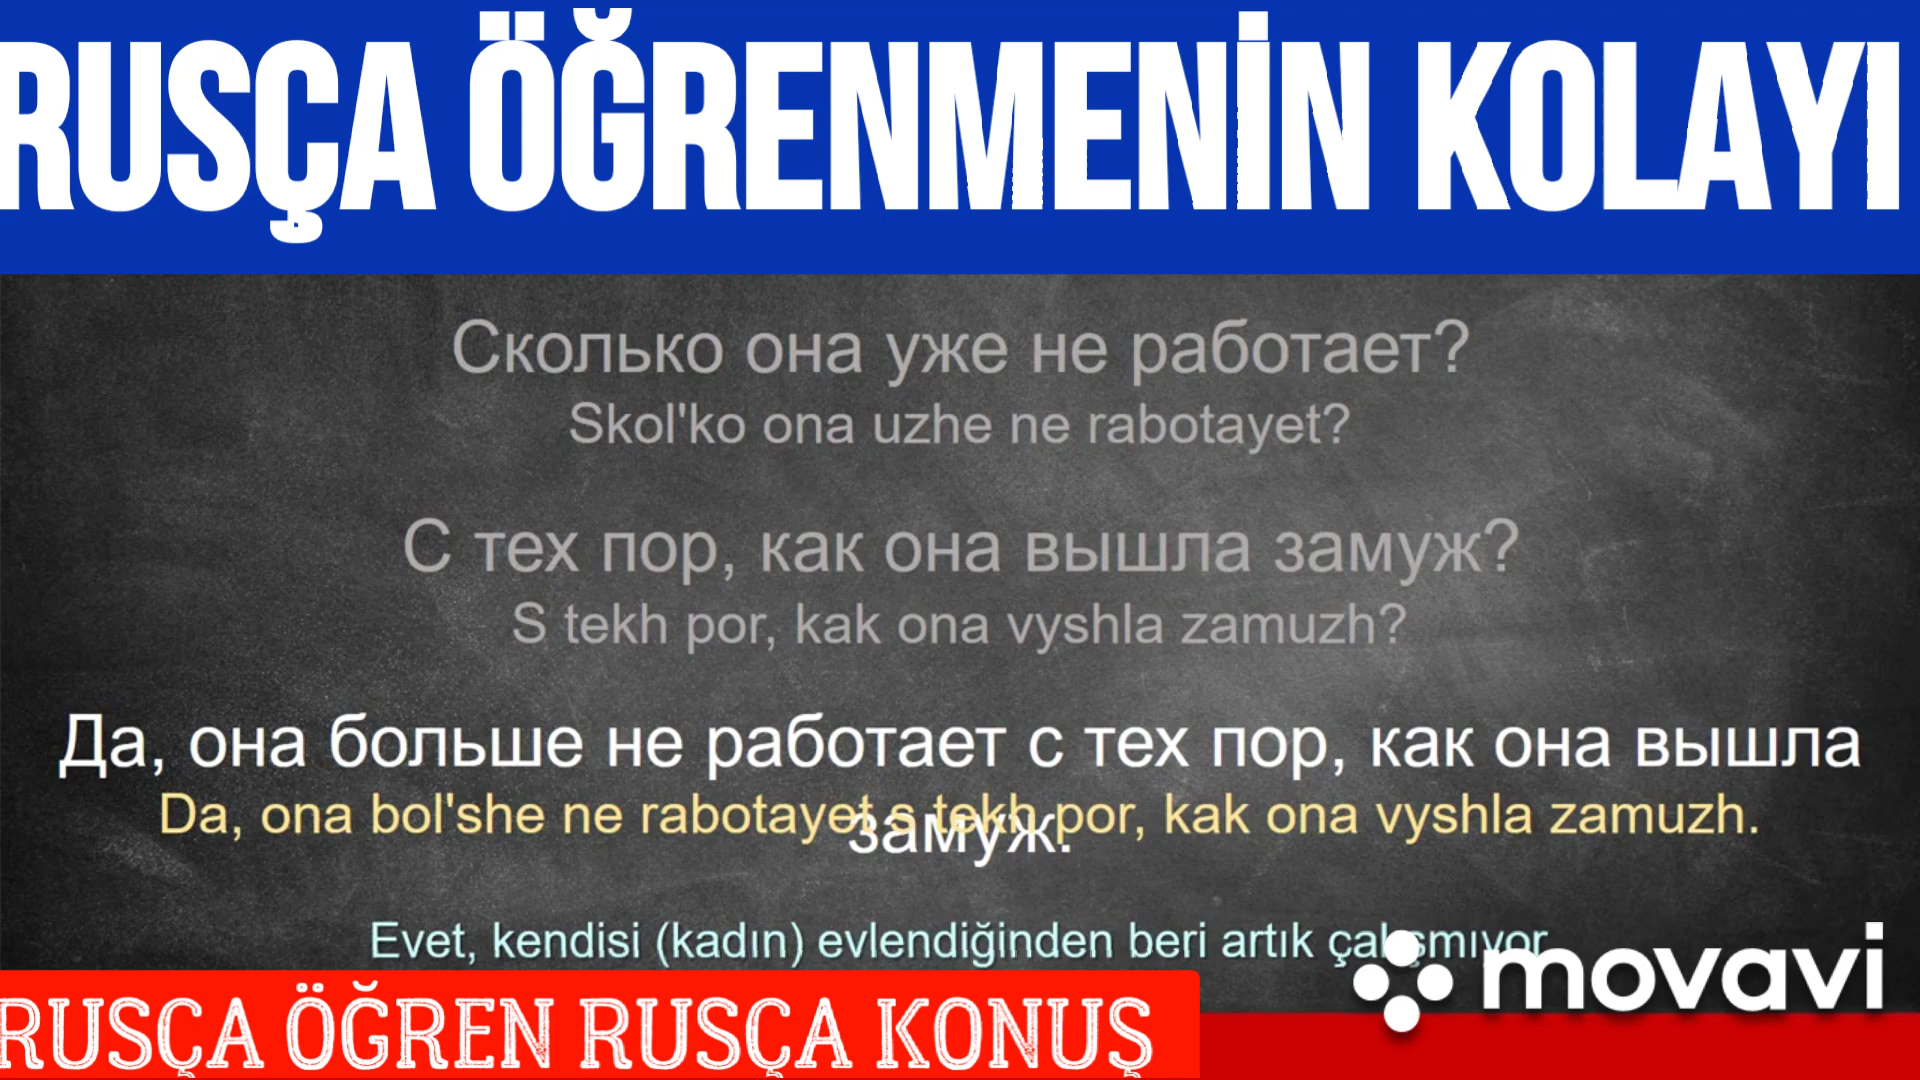 RUSÇA ÖĞRENMENİN KOLAYI
Сколько она уже не работает?
Skol'ko ona uzhe ne rabotayet?
С тех пор, как она вышла замуж?
S tekh por, kak ona vyshla zamuzh?
Да, она больше не работает с тех пор, как она вышла
замуж.
Da, ona bol'she ne rabotayet s tekh por, kak ona vyshla zamuzh.
Evet, kendisi (kadın) evlendiğinden beri artık çalışmıyor
movavi
RUSÇA ÖĞREN RUSÇA KONUŞ